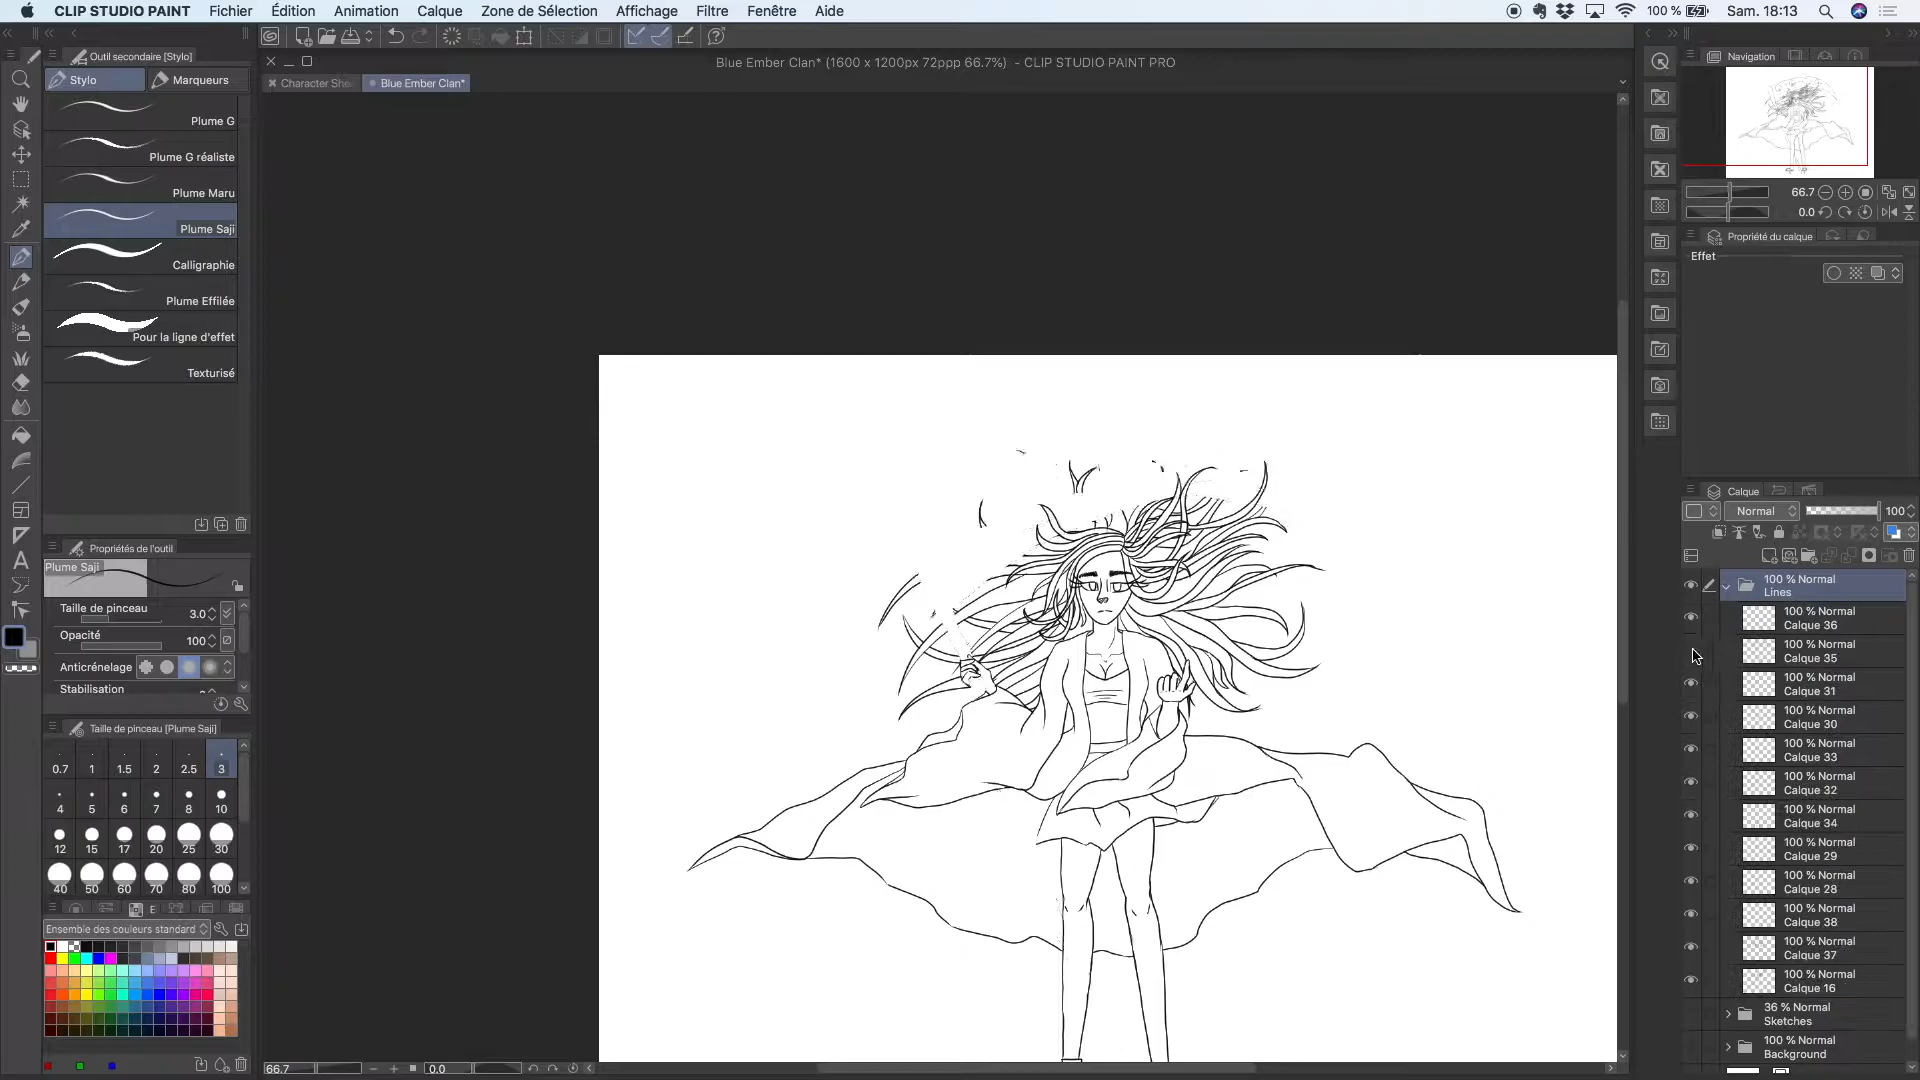 CLIP STUDIO PAINT Fichier Édition Animation Calque Zone de Sélection Affichage Filtre Fenêtre Aide 100 % Sam. 18:13
Blue Ember Clan* (1600 x 1200px 72ppp 66.7%) - CLIP STUDIO PAINT PRO
Character She
Blue Ember Clan*
Outil secondaire [Stylo]
Stylo
Marqueurs
Plume G
Plume G réaliste
Plume Maru
Plume Saji
Calligraphie
Plume Effilée
Pour la ligne d'effet
Texturisé
Propriétés de l'outil
Plume Saji
Taille de pinceau 3.0
Opacité 100
Anticrénelage
Stabilisation
Taille de pinceau [Plume Saji]
0.7 1 1.5 2 2.5 3
4 5 6 7 8 10
12 15 17 20 25 30
40 50 60 70 80 100
E
Ensemble des couleurs standard
66.7
0.0
Navigation
66.7
0.0
Propriété du calque
Effet
Calque
Normal 100
100 % Normal
Lines
100 % Normal
Calque 36
100 % Normal
Calque 35
100 % Normal
Calque 31
100 % Normal
Calque 30
100 % Normal
Calque 33
100 % Normal
Calque 32
100 % Normal
Calque 34
100 % Normal
Calque 29
100 % Normal
Calque 28
100 % Normal
Calque 38
100 % Normal
Calque 37
100 % Normal
Calque 16
36 % Normal
Sketches
100 % Normal
Background